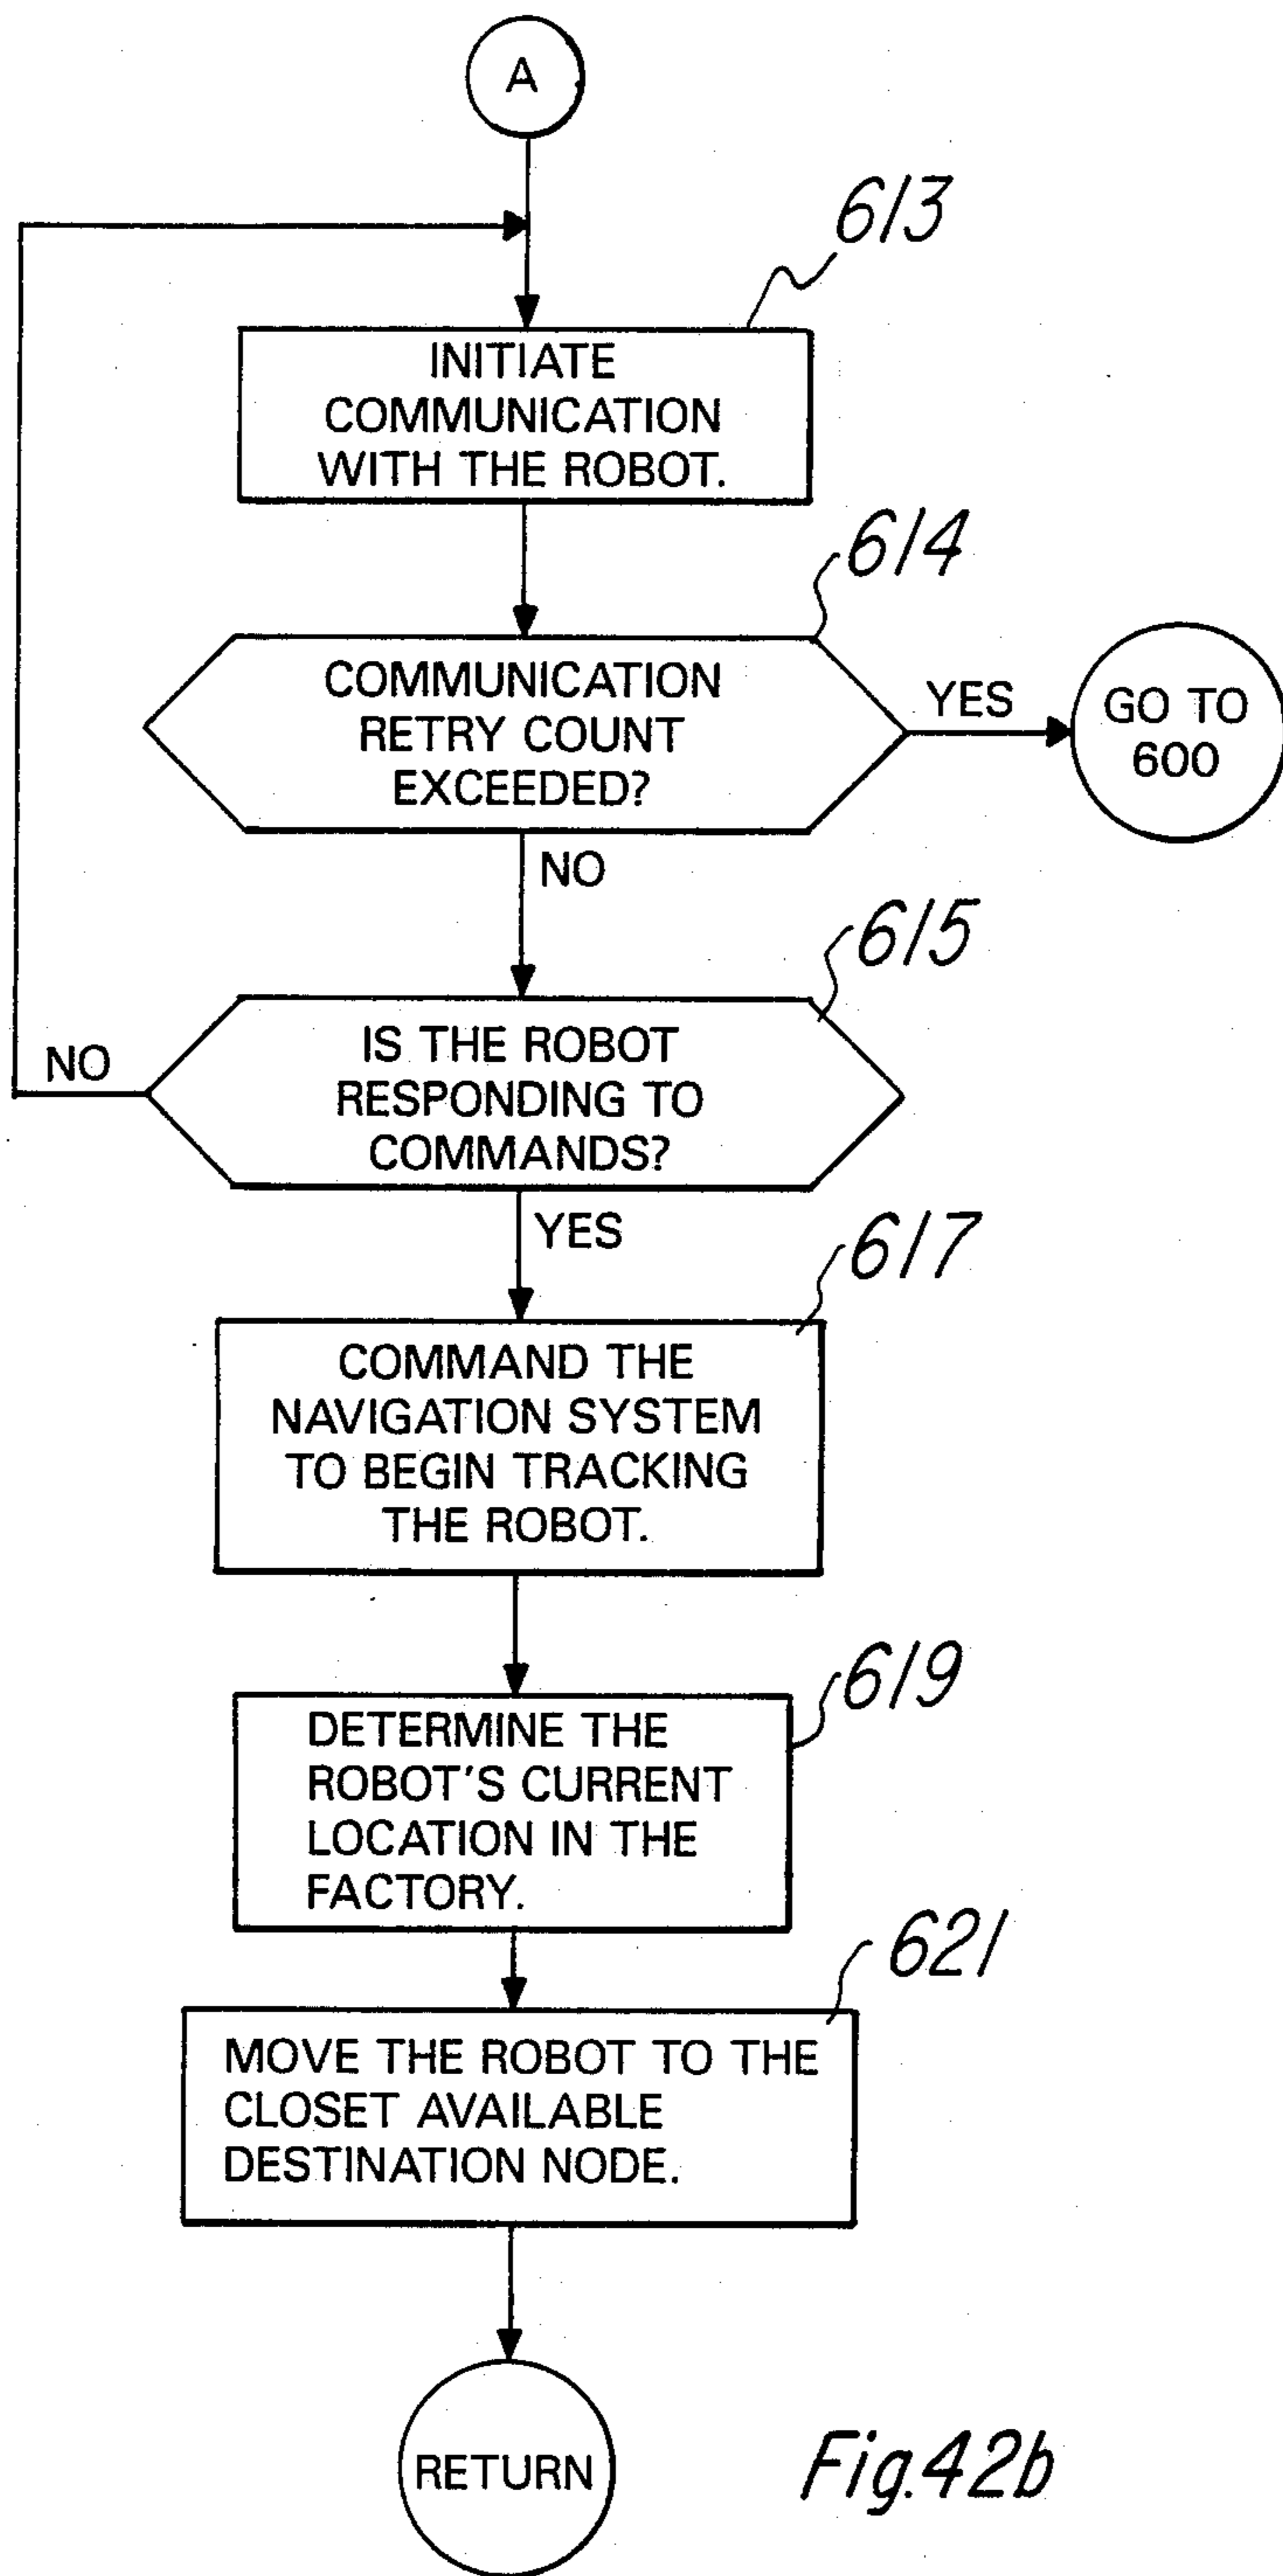 A
613
INITIATE
COMMUNICATION
WITH THE ROBOT.
614
COMMUNICATION
RETRY COUNT
EXCEEDED?
YES
GO TO
600
NO
615
IS THE ROBOT
RESPONDING TO
COMMANDS?
NO
YES
617
COMMAND THE
NAVIGATION SYSTEM
TO BEGIN TRACKING
THE ROBOT.
619
DETERMINE THE
ROBOT'S CURRENT
LOCATION IN THE
FACTORY.
621
MOVE THE ROBOT TO THE
CLOSET AVAILABLE
DESTINATION NODE.
RETURN
Fig.42b